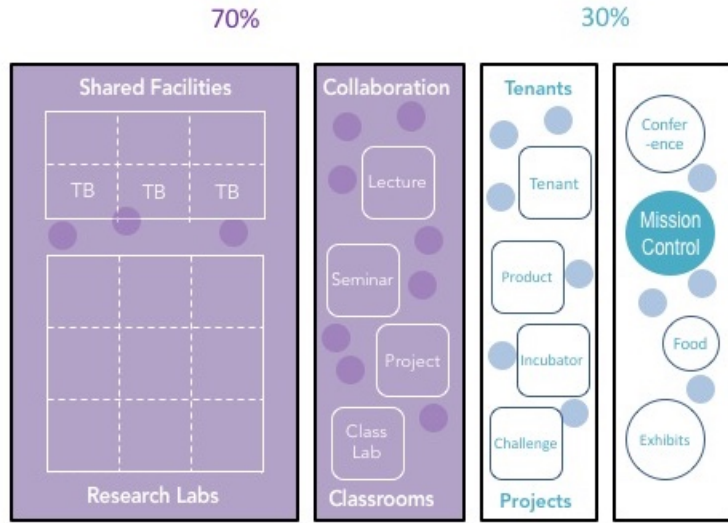 70%
30%
Shared Facilities
TB
TB
TB
Research Labs
Collaboration
Lecture
Seminar
Project
Class
Lab
Classrooms
Tenants
Tenant
Product
Incubator
Challenge
Projects
Confer
-ence
Mission
Control
Food
Exhibits